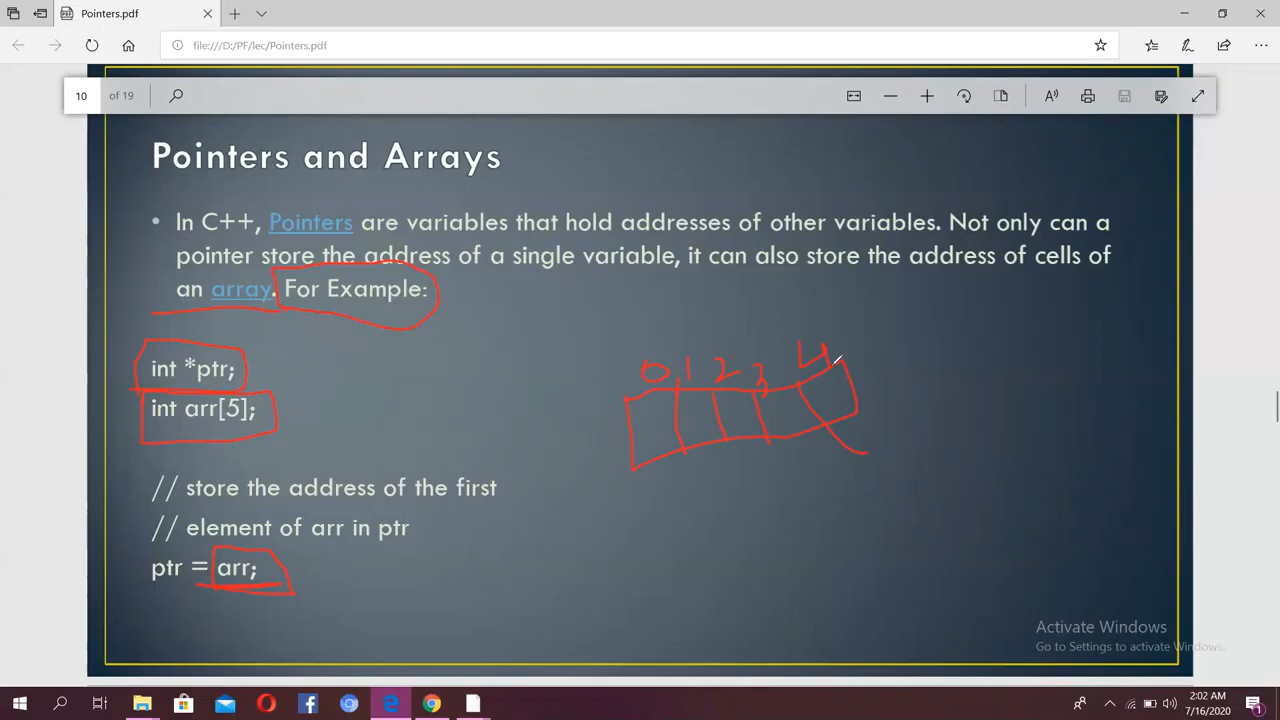 Pointers.pdf
file:///D:/PF/lec/Pointers.pdf
10 of 19
Pointers and Arrays
• In C++, Pointers are variables that hold addresses of other variables. Not only can a
pointer store the address of a single variable, it can also store the address of cells of
an array. For Example:
int *ptr;
0 1 2 3 4
int arr[5];
// store the address of the first
// element of arr in ptr
ptr = arr;
Activate Windows
Go to Settings to activate Windows.
2:02 AM
7/16/2020
1